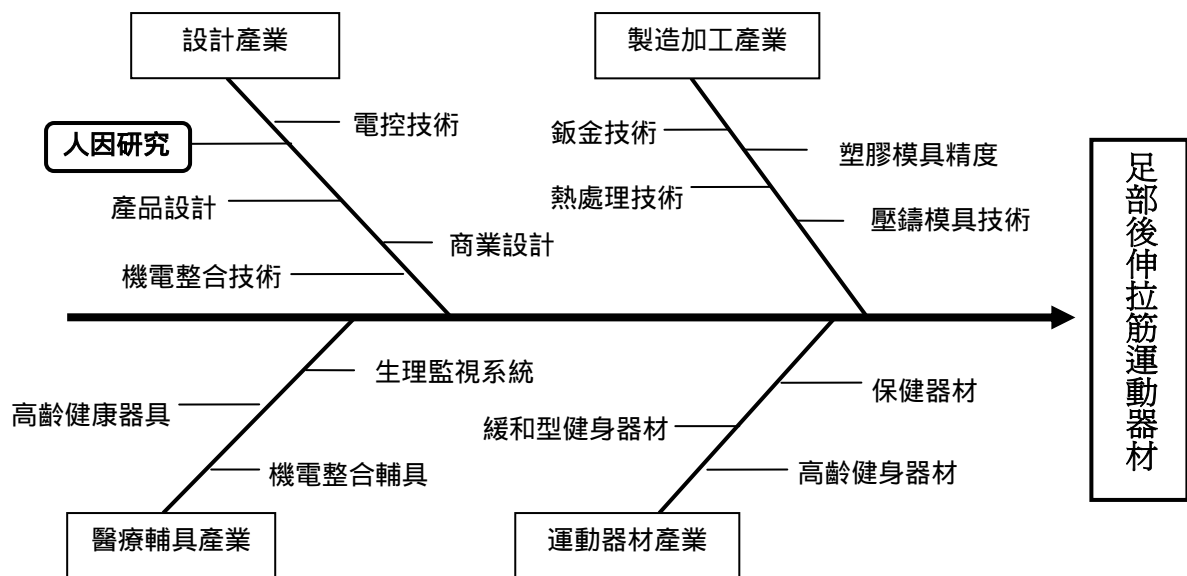 設計產業
製造加工產業
電控技術
人因研究
產品設計
商業設計
機電整合技術
鈑金技術
塑膠模具精度
熱處理技術
壓鑄模具技術
足部後伸拉筋運動器材
生理監視系統
高齡健康器具
機電整合輔具
保健器材
緩和型健身器材
高齡健身器材
醫療輔具產業
運動器材產業